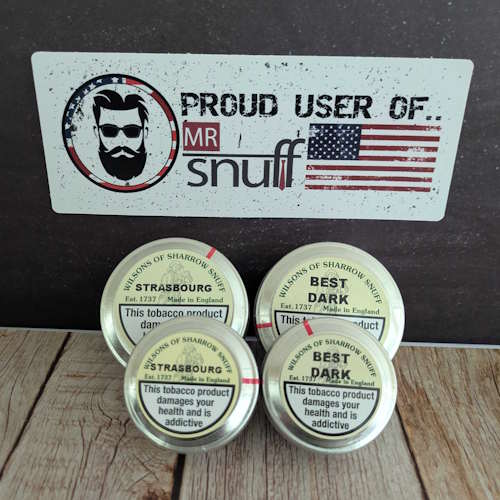 PROUD USER OF..
MR
snuff
WILSONS OF SHARROW SNUFF
STRASBOURG
Est. 1737 Made in England
This tobacco product
WILSONS OF SHARROW SNUFF
BEST
DARK
Est. 1737 Made in England
This tobacco product
WILSONS OF SHARROW SNUFF
STRASBOURG
Est. 1737 Made in England
This tobacco product
damages your
health and is
addictive
WILSONS OF SHARROW SNUFF
BEST
DARK
Est. 1737 Made in England
This tobacco product
damages your
health and is
addictive